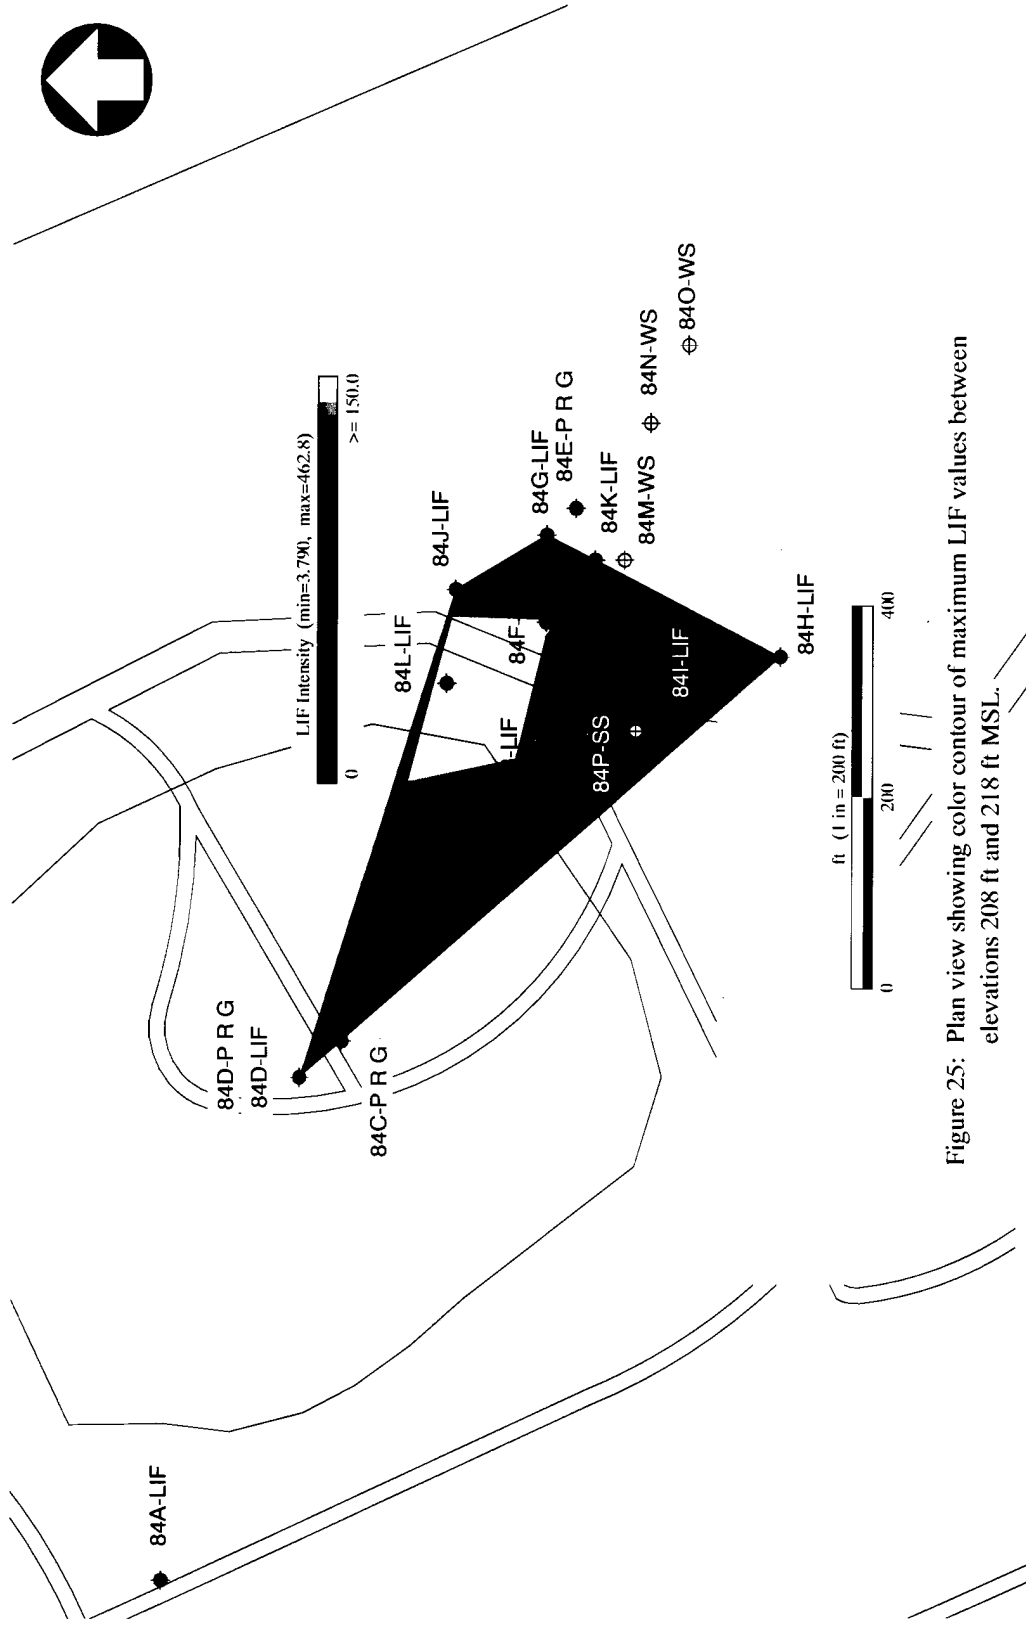 LIF Intensity (min=3.790, max=462.8)
0
>= 150.0
84A-LIF
84D-P R G
84D-LIF
84C-P R G
84L-LIF
84J-LIF
-LIF
84F-
84G-LIF
84E-P R G
84K-LIF
84M-WS
84N-WS
84O-WS
84P-SS
84I-LIF
84H-LIF
ft (1 in = 200 ft)
0
200
400
Figure 25: Plan view showing color contour of maximum LIF values between
elevations 208 ft and 218 ft MSL.